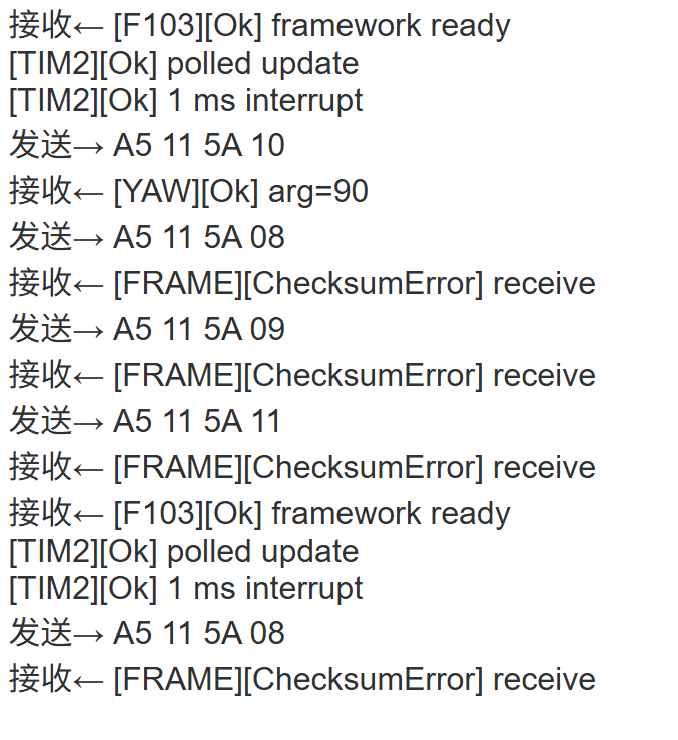 接收← [F103][Ok] framework ready
[TIM2][Ok] polled update
[TIM2][Ok] 1 ms interrupt
发送→ A5 11 5A 10
接收← [YAW][Ok] arg=90
发送→ A5 11 5A 08
接收← [FRAME][ChecksumError] receive
发送→ A5 11 5A 09
接收← [FRAME][ChecksumError] receive
发送→ A5 11 5A 11
接收← [FRAME][ChecksumError] receive
接收← [F103][Ok] framework ready
[TIM2][Ok] polled update
[TIM2][Ok] 1 ms interrupt
发送→ A5 11 5A 08
接收← [FRAME][ChecksumError] receive